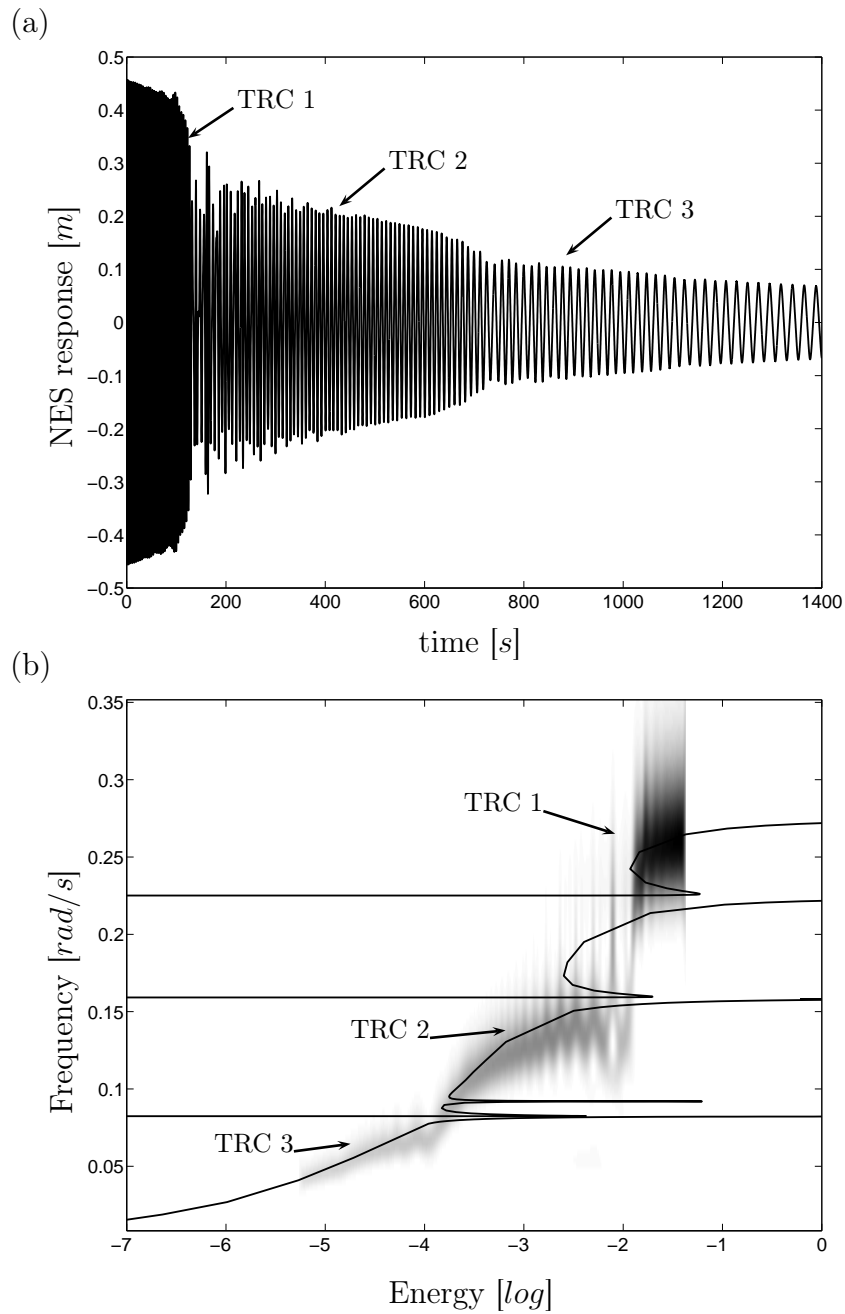 (a)
0.5
0.4
0.3
0.2
0.1
0
−0.1
−0.2
−0.3
−0.4
−0.5
NES response [m]
TRC 1
TRC 2
TRC 3
0 200 400 600 800 1000 1200 1400
time [s]
(b)
0.35
0.3
0.25
0.2
0.15
0.1
0.05
Frequency [rad/s]
TRC 1
TRC 2
TRC 3
−7 −6 −5 −4 −3 −2 −1 0
Energy [log]